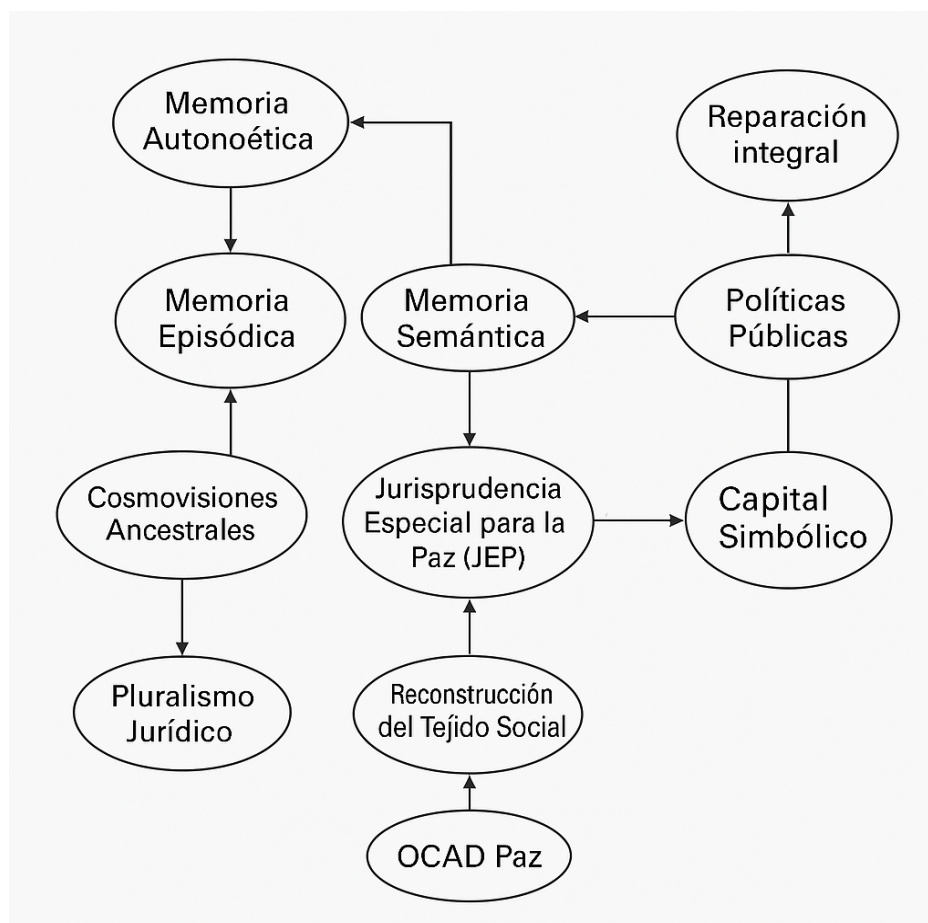 Memoria
Autonoética
Reparación
integral
Memoria
Episódica
Memoria
Semántica
Políticas
Públicas
Cosmovisiones
Ancestrales
Jurisprudencia
Especial para la
Paz (JEP)
Capital
Simbólico
Pluralismo
Jurídico
Reconstrucción
del Tejido Social
OCAD Paz